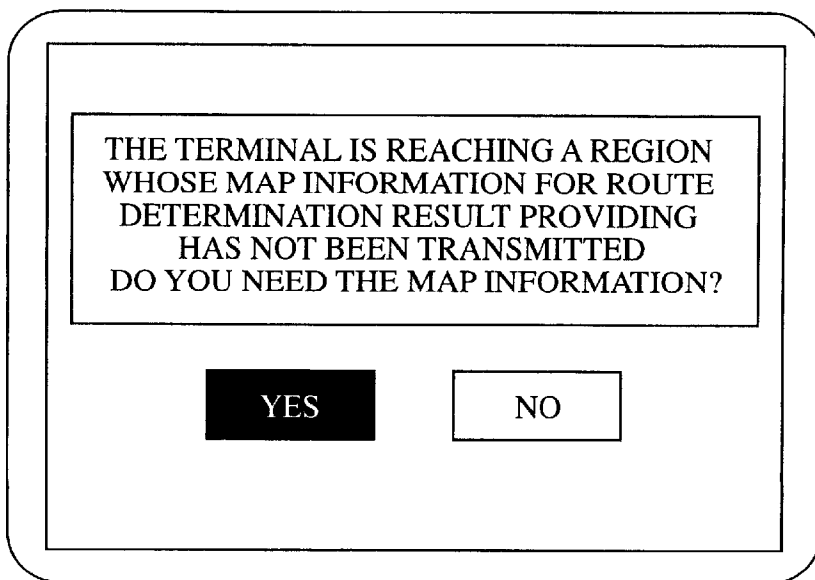 THE TERMINAL IS REACHING A REGION
WHOSE MAP INFORMATION FOR ROUTE
DETERMINATION RESULT PROVIDING
HAS NOT BEEN TRANSMITTED
DO YOU NEED THE MAP INFORMATION?
YES NO